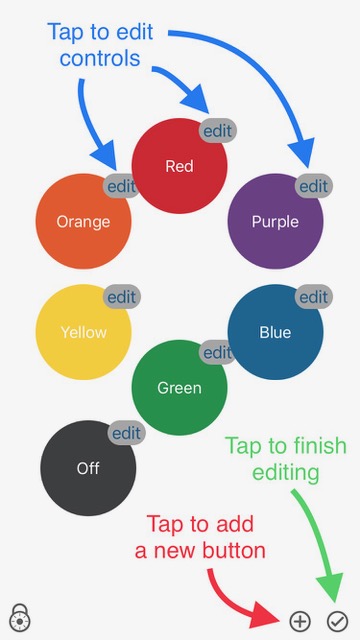 Tap to edit
controls
edit
Red
edit
edit
Orange
Purple
edit
edit
Yellow
Blue
edit
Green
edit
Off
Tap to finish
editing
Tap to add
a new button